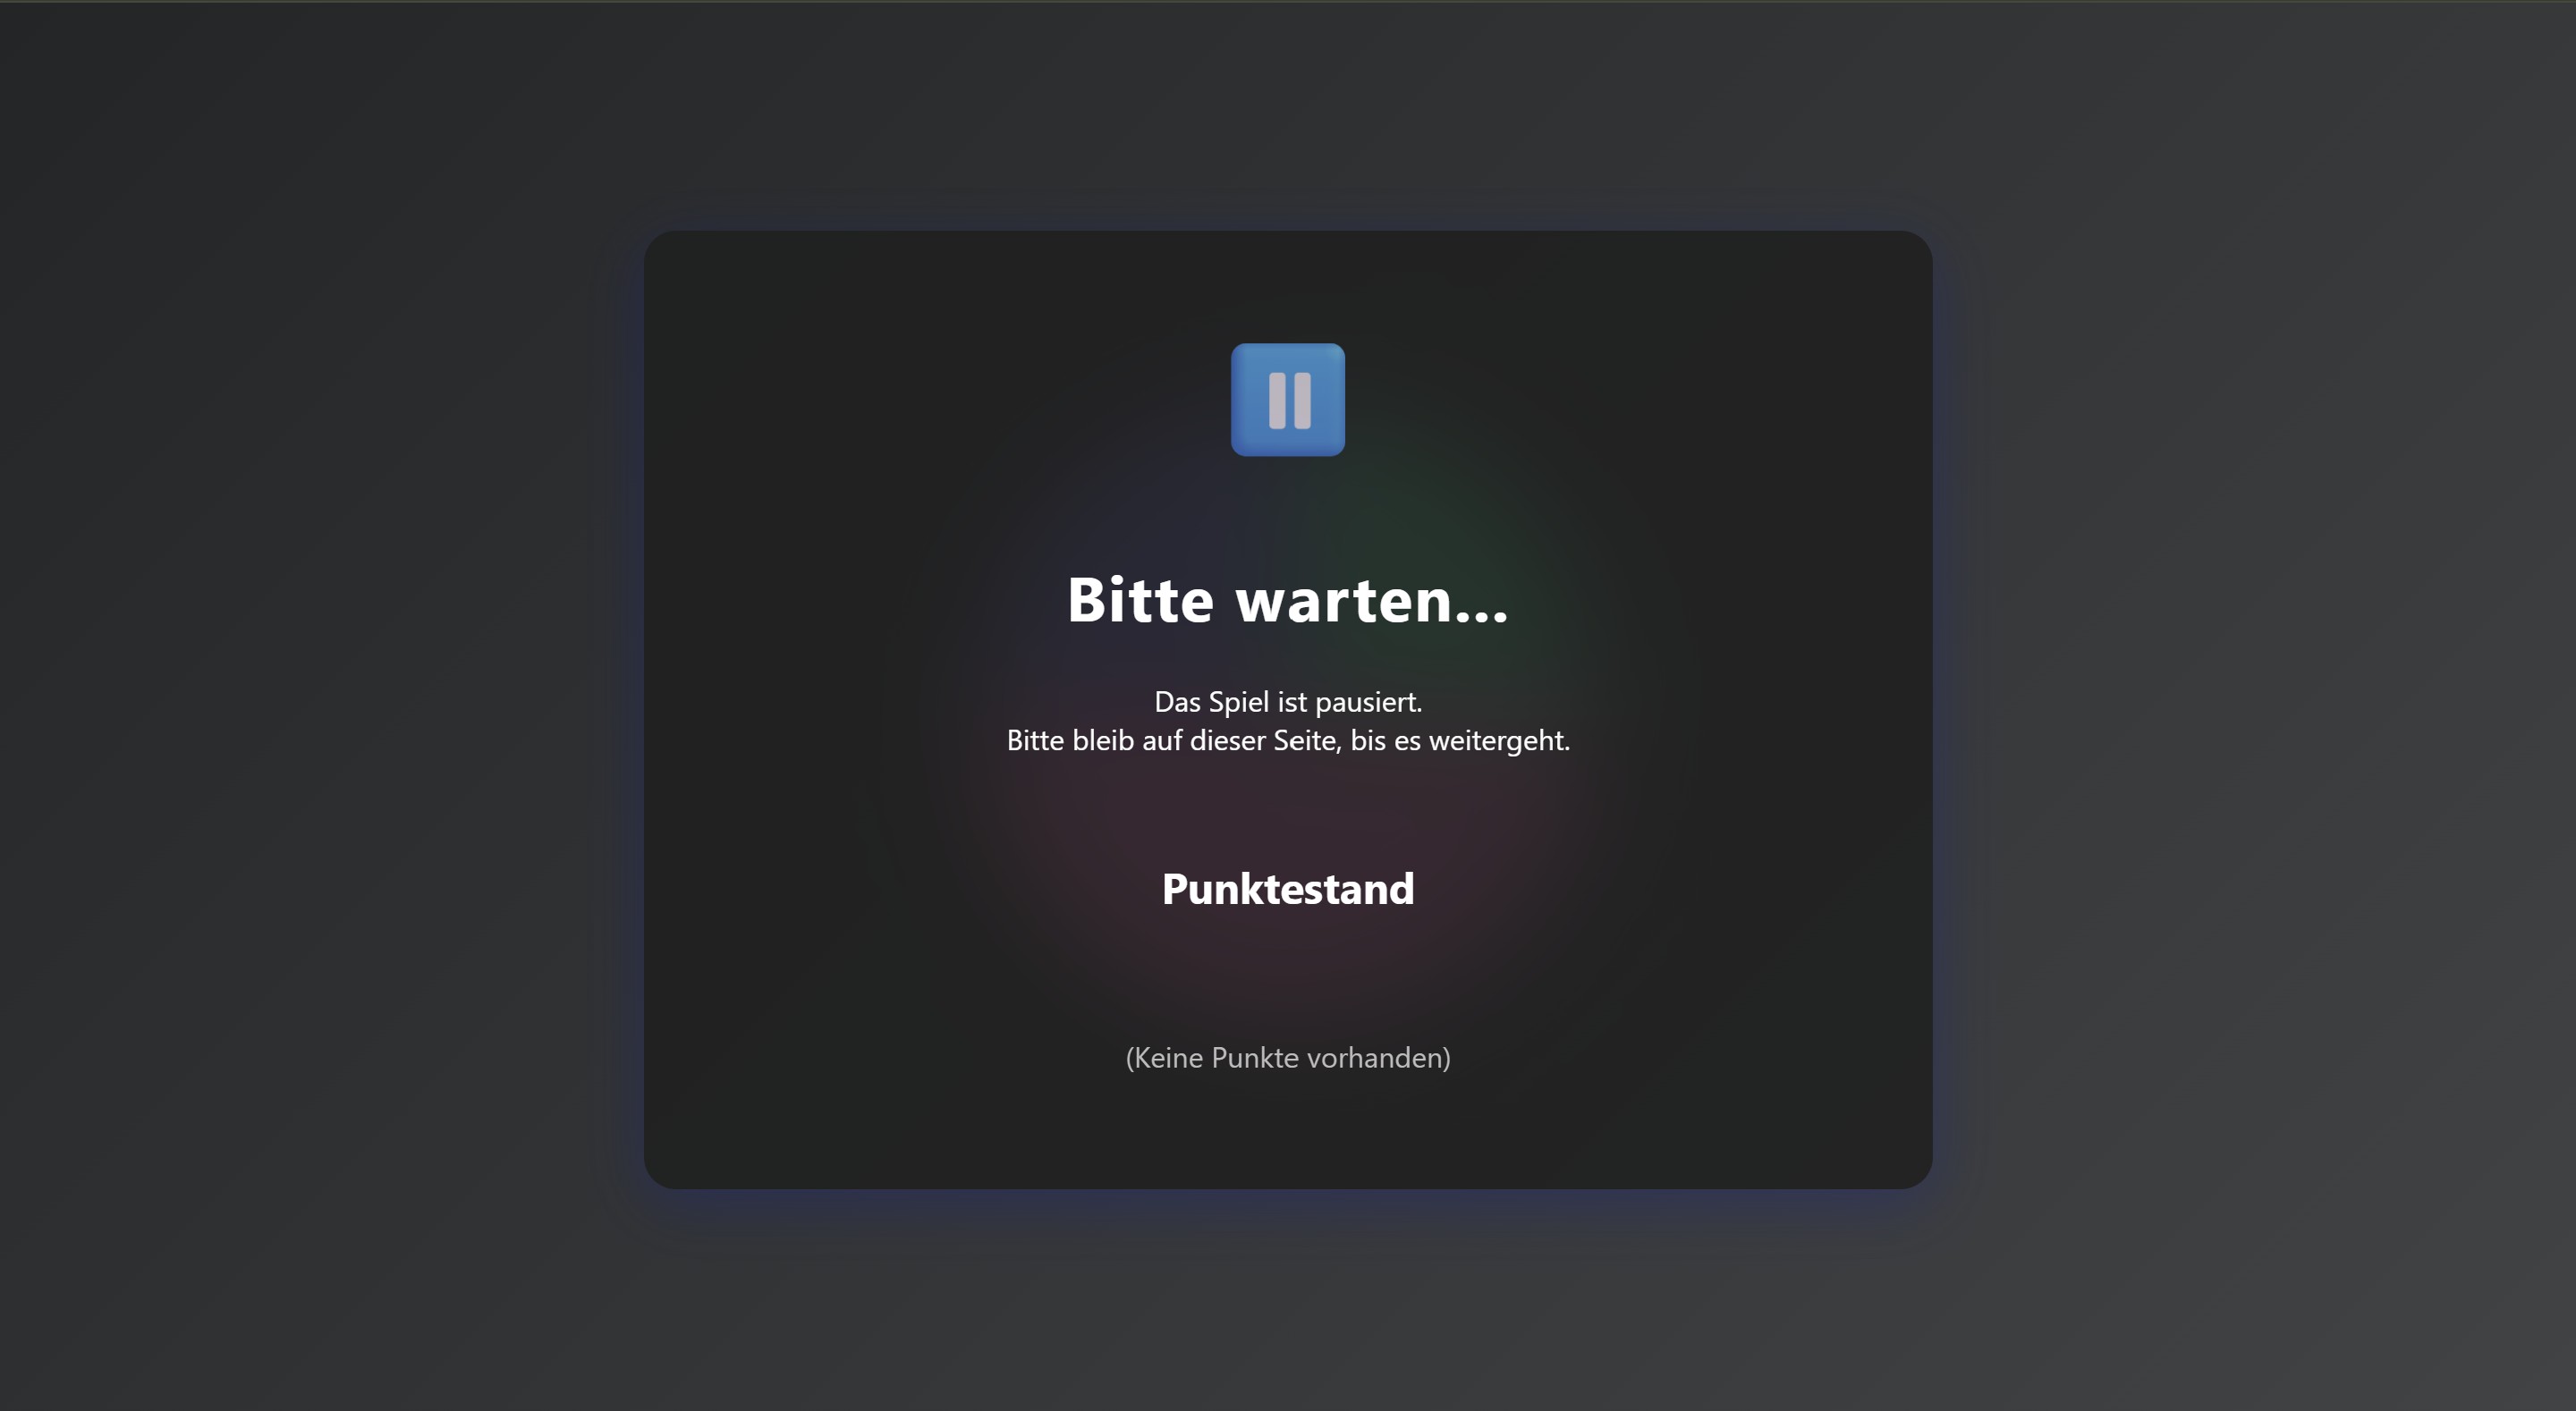 Bitte warten...
Das Spiel ist pausiert.
Bitte bleib auf dieser Seite, bis es weitergeht.
Punktestand
(Keine Punkte vorhanden)